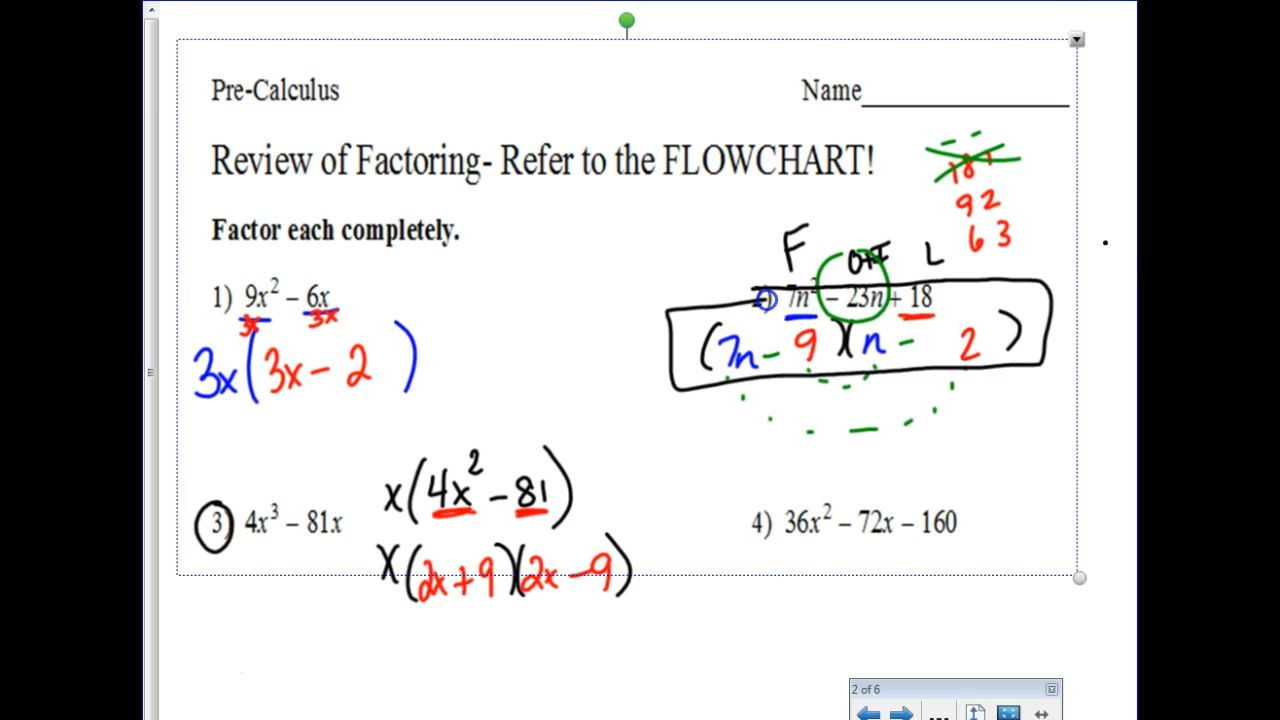 Pre-Calculus Name
Review of Factoring- Refer to the FLOWCHART!
18 1
9 2
6 3
Factor each completely.
F O+I L
1) 9x² – 6x
3x 3x
3x(3x – 2)
7n² – 23n + 18
(7n – 9)(n – 2)
x(4x² – 81)
3) 4x³ – 81x
x(2x + 9)(2x – 9)
4) 36x² – 72x – 160
2 of 6